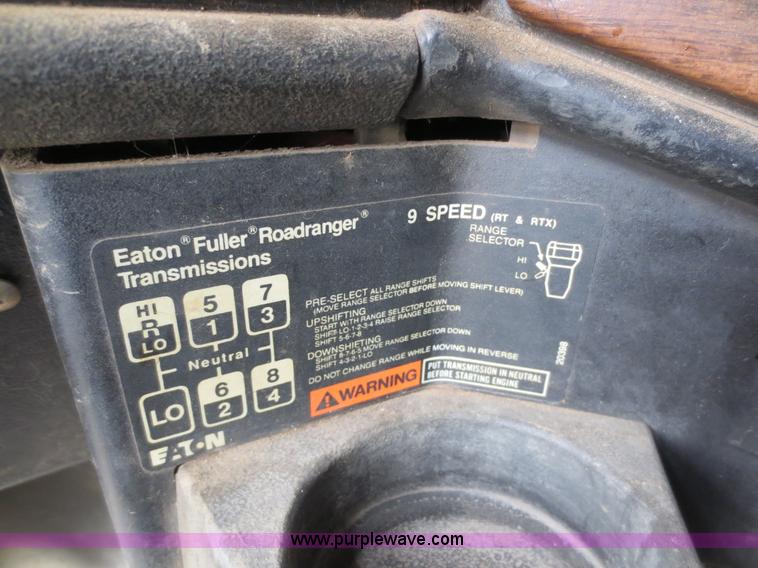 Eaton® Fuller® Roadranger®
Transmissions
9 SPEED (RT & RTX)
RANGE
SELECTOR
HI
LO
HI
R
LO
5
1
7
3
Neutral
LO
6
2
8
4
PRE-SELECT ALL RANGE SHIFTS
(MOVE RANGE SELECTOR BEFORE MOVING SHIFT LEVER)
UPSHIFTING
START WITH RANGE SELECTOR DOWN
SHIFT LO-1-2-3-4 RAISE RANGE SELECTOR
SHIFT 5-6-7-8
DOWNSHIFTING
SHIFT 8-7-6-5 MOVE RANGE SELECTOR DOWN
SHIFT 4-3-2-1-LO
DO NOT CHANGE RANGE WHILE MOVING IN REVERSE
WARNING
PUT TRANSMISSION IN NEUTRAL
BEFORE STARTING ENGINE
20398
EATON
www.purplewave.com